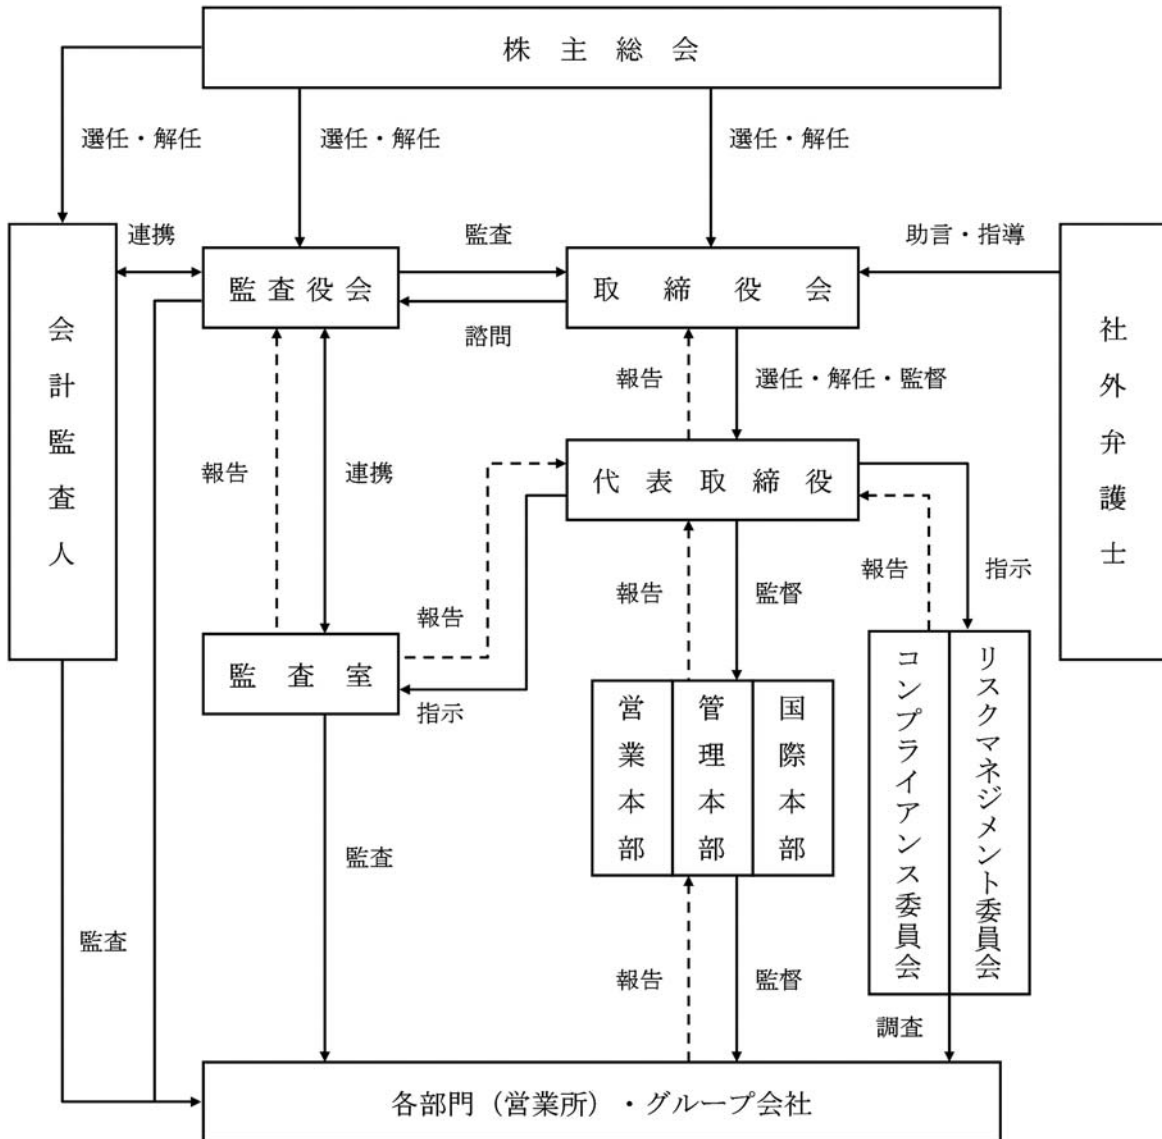 株主総会
選任・解任
選任・解任
選任・解任
連携
監査
助言・指導
会計監査人
監査役会
取締役会
社外弁護士
諮問
報告
選任・解任・監督
報告
連携
代表取締役
報告
報告
監督
報告
指示
監査室
指示
営業本部
管理本部
国際本部
コンプライアンス委員会
リスクマネジメント委員会
監査
監査
報告
監督
調査
各部門（営業所）・グループ会社